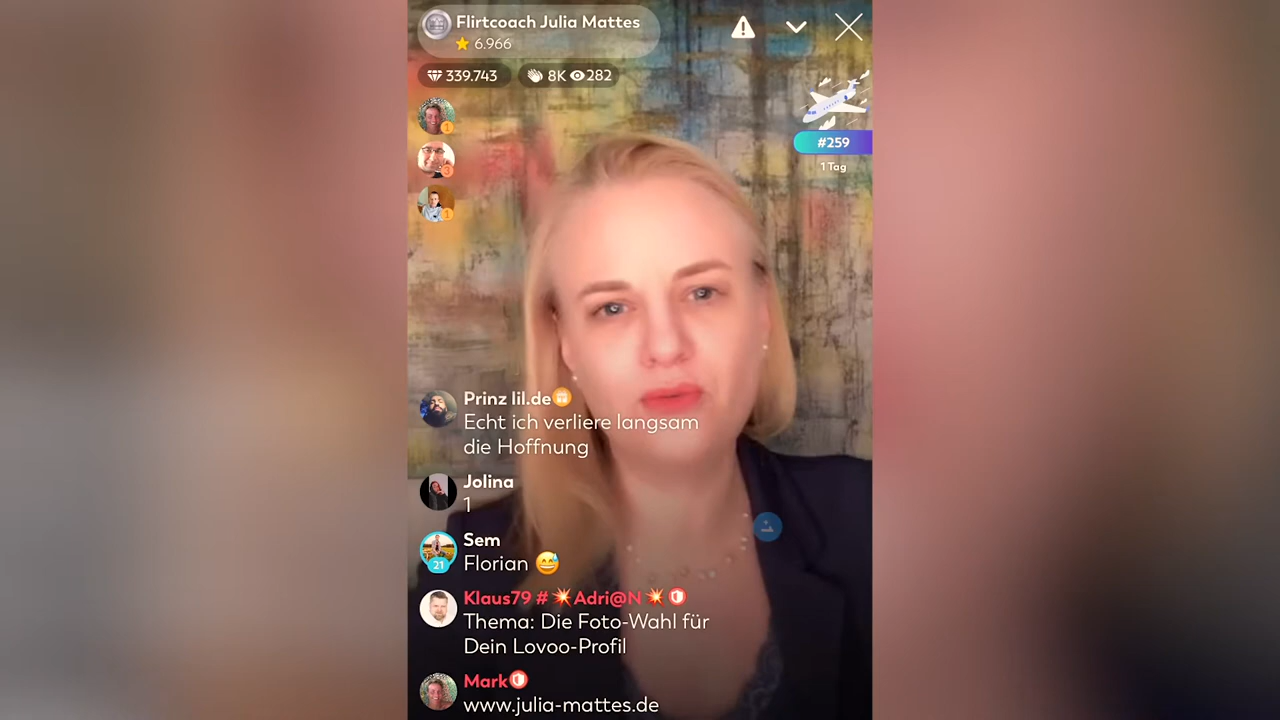 Flirtcoach Julia Mattes
⭐ 6.966
339.743
8K 282
#259
1 Tag
1
1
Prinz lil.de
Echt ich verliere langsam
die Hoffnung
Jolina
1
Sem
21
Florian 😅
Klaus79 # 💥Adri@N 💥
Thema: Die Foto-Wahl für
Dein Lovoo-Profil
Mark
www.julia-mattes.de